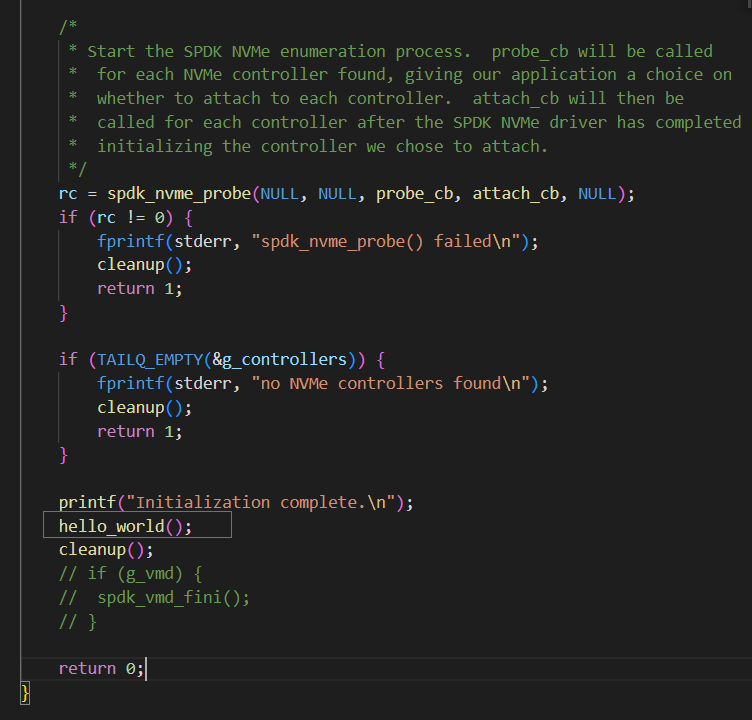 /*
* Start the SPDK NVMe enumeration process.  probe_cb will be called
*  for each NVMe controller found, giving our application a choice on
*  whether to attach to each controller.  attach_cb will then be
*  called for each controller after the SPDK NVMe driver has completed
*  initializing the controller we chose to attach.
*/
rc = spdk_nvme_probe(NULL, NULL, probe_cb, attach_cb, NULL);
if (rc != 0) {
fprintf(stderr, "spdk_nvme_probe() failed\n");
cleanup();
return 1;
}
if (TAILQ_EMPTY(&g_controllers)) {
fprintf(stderr, "no NVMe controllers found\n");
cleanup();
return 1;
}
printf("Initialization complete.\n");
hello_world();
cleanup();
// if (g_vmd) {
//  spdk_vmd_fini();
// }
return 0;
}